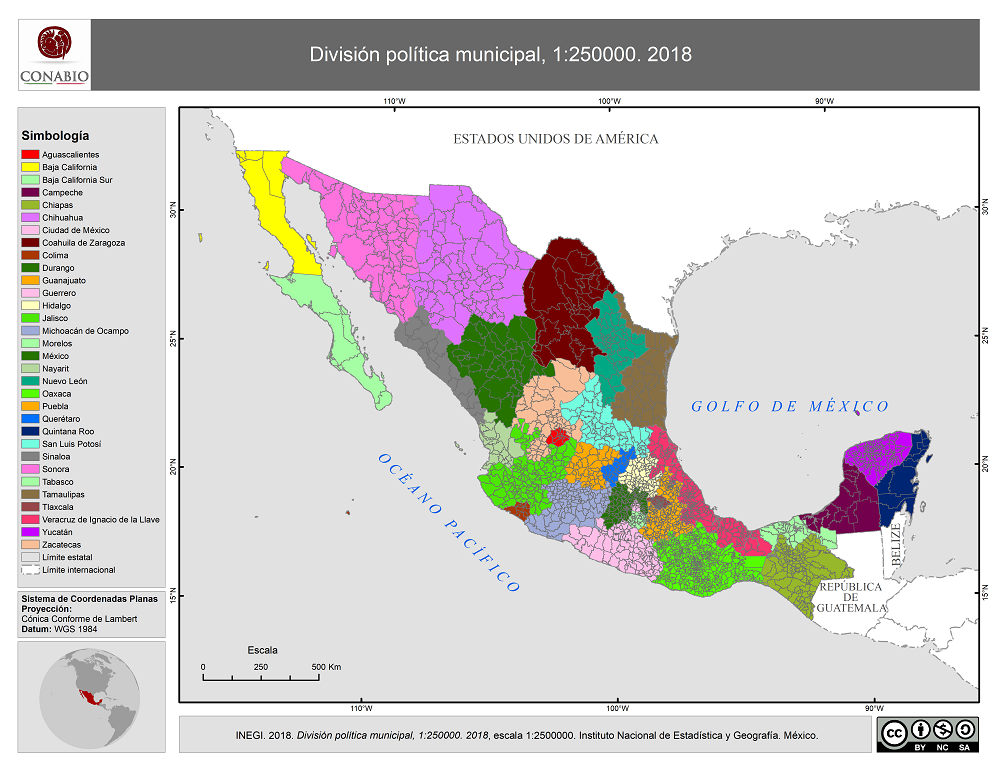 CONABIO
División política municipal, 1:250000. 2018
Simbología
Aguascalientes
Baja California
Baja California Sur
Campeche
Chiapas
Chihuahua
Ciudad de México
Coahuila de Zaragoza
Colima
Durango
Guanajuato
Guerrero
Hidalgo
Jalisco
Michoacán de Ocampo
Morelos
México
Nayarit
Nuevo León
Oaxaca
Puebla
Querétaro
Quintana Roo
San Luis Potosí
Sinaloa
Sonora
Tabasco
Tamaulipas
Tlaxcala
Veracruz de Ignacio de la Llave
Yucatán
Zacatecas
Límite estatal
Límite internacional
Sistema de Coordenadas Planas
Proyección:
Cónica Conforme de Lambert
Datum: WGS 1984
110°W
100°W
90°W
30°N
25°N
20°N
15°N
30°N
25°N
20°N
15°N
ESTADOS UNIDOS DE AMÉRICA
GOLFO DE MÉXICO
OCÉANO PACÍFICO
BELIZE
REPÚBLICA
DE
GUATEMALA
Escala
0 250 500 Km
110°W
100°W
90°W
INEGI. 2018. División política municipal, 1:250000. 2018, escala 1:2500000. Instituto Nacional de Estadística y Geografía. México.
cc
BY NC SA